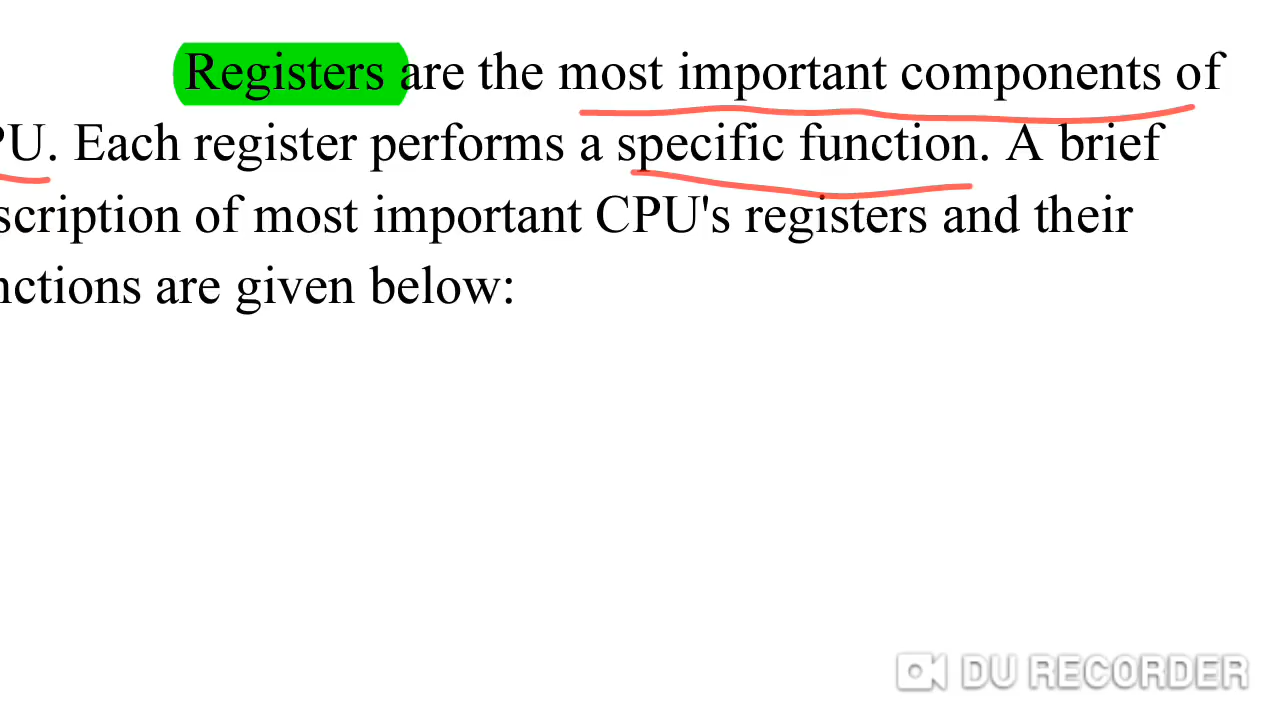 Registers are the most important components of
PU. Each register performs a specific function. A brief
scription of most important CPU's registers and their
nctions are given below:
DU RECORDER